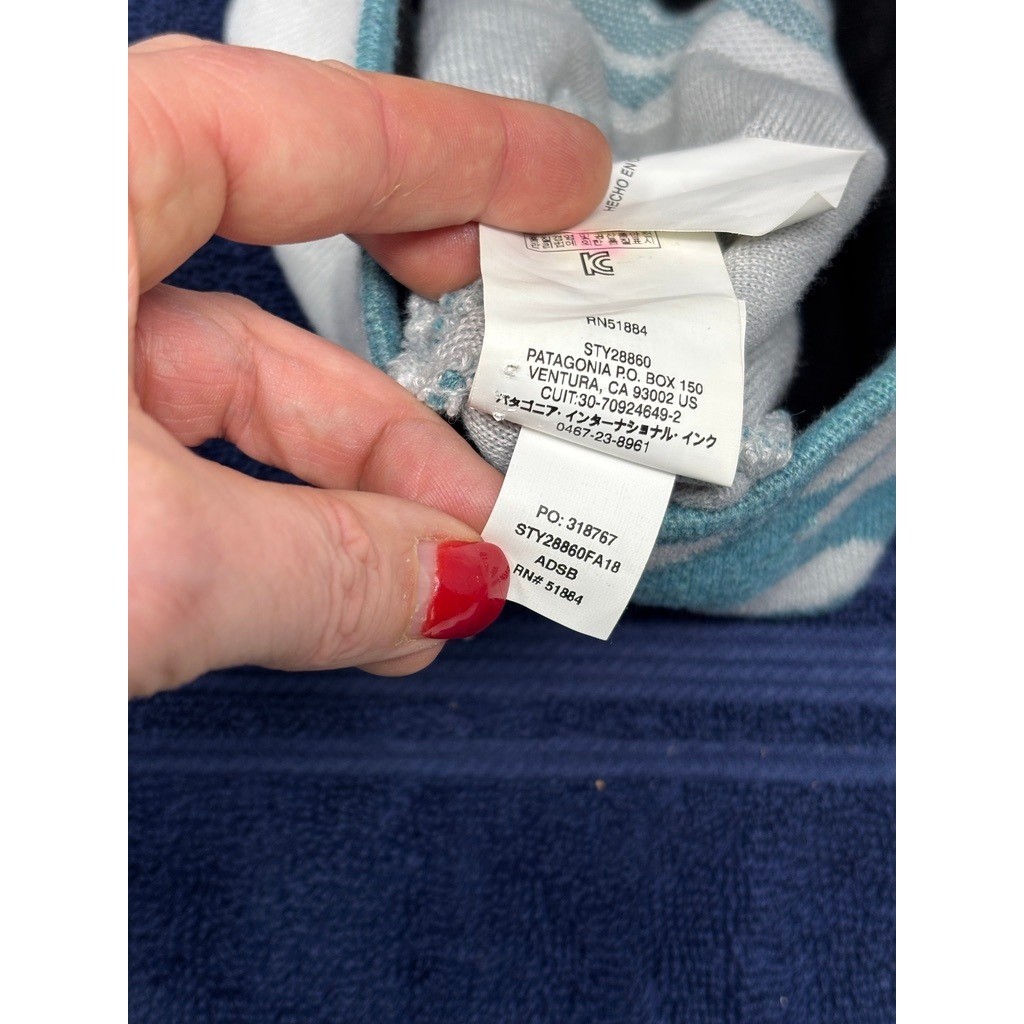 HECHO EN
RN51884
STY28860
PATAGONIA P.O. BOX 150
VENTURA, CA 93002 US
CUIT:30-70924649-2
パタゴニア・インターナショナル・インク
0467-23-8961
PO: 318767
STY28860FA18
ADSB
RN# 51884